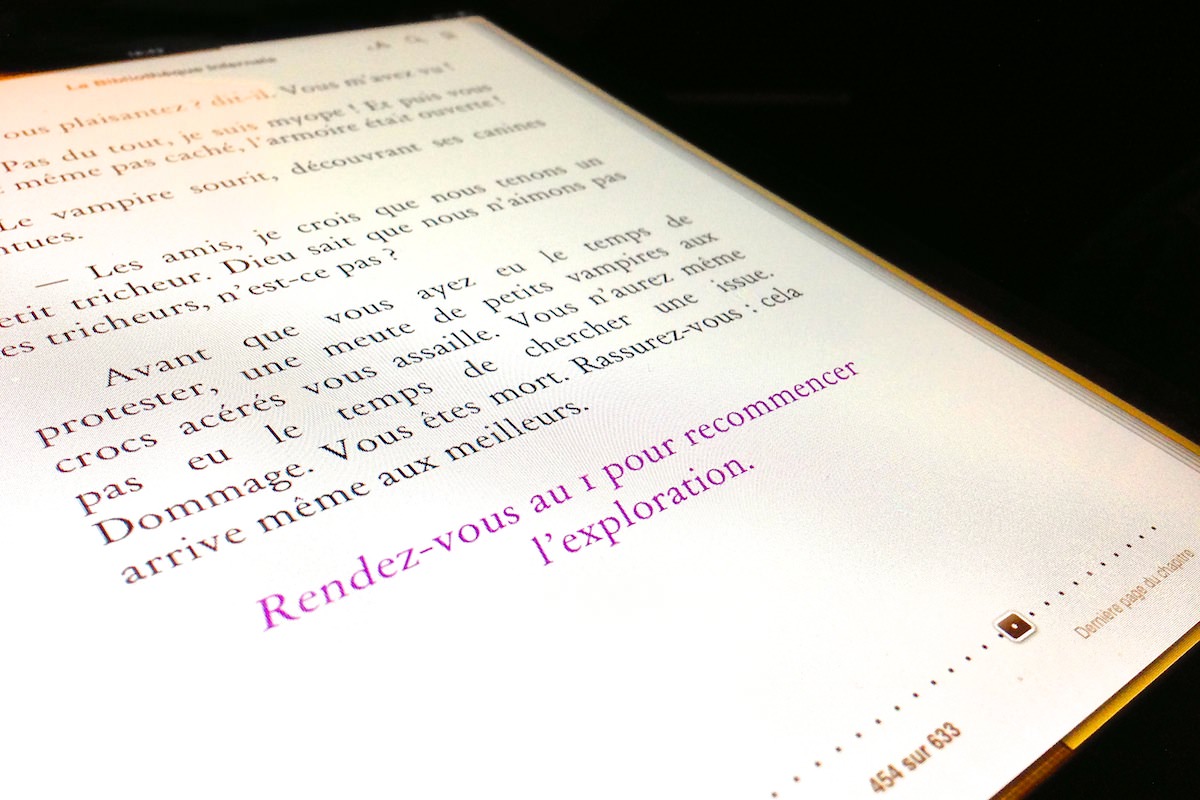 La Bibliothèque Infernale
ous plaisantez ? dit-il. Vous m'avez vu !
Pas du tout, je suis myope ! Et puis vous
même pas caché, l'armoire était ouverte !
Le vampire sourit, découvrant ses canines
ntues.
— Les amis, je crois que nous tenons un
etit tricheur. Dieu sait que nous n'aimons pas
es tricheurs, n'est-ce pas ?
Avant que vous ayez eu le temps de
protester, une meute de petits vampires aux
crocs acérés vous assaille. Vous n'aurez même
pas eu le temps de chercher une issue.
Dommage. Vous êtes mort. Rassurez-vous : cela
arrive même aux meilleurs.
Rendez-vous au 1 pour recommencer
l'exploration.
454 sur 633
Dernière page du chapitre